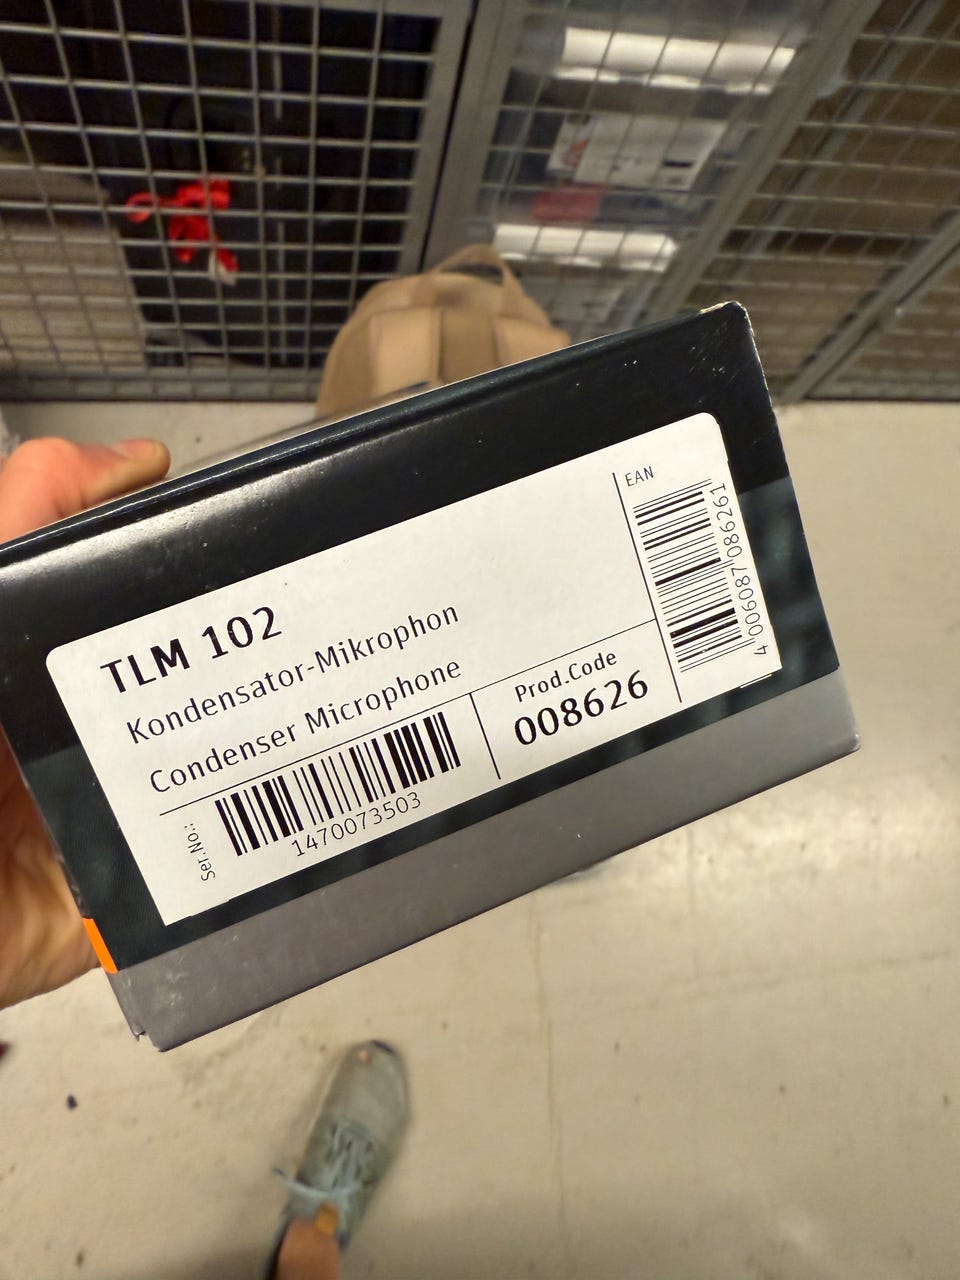 TLM 102
Kondensator-Mikrophon
Condenser Microphone
Ser.No.:
1470073503
Prod.Code
008626
EAN
4 006087 086261